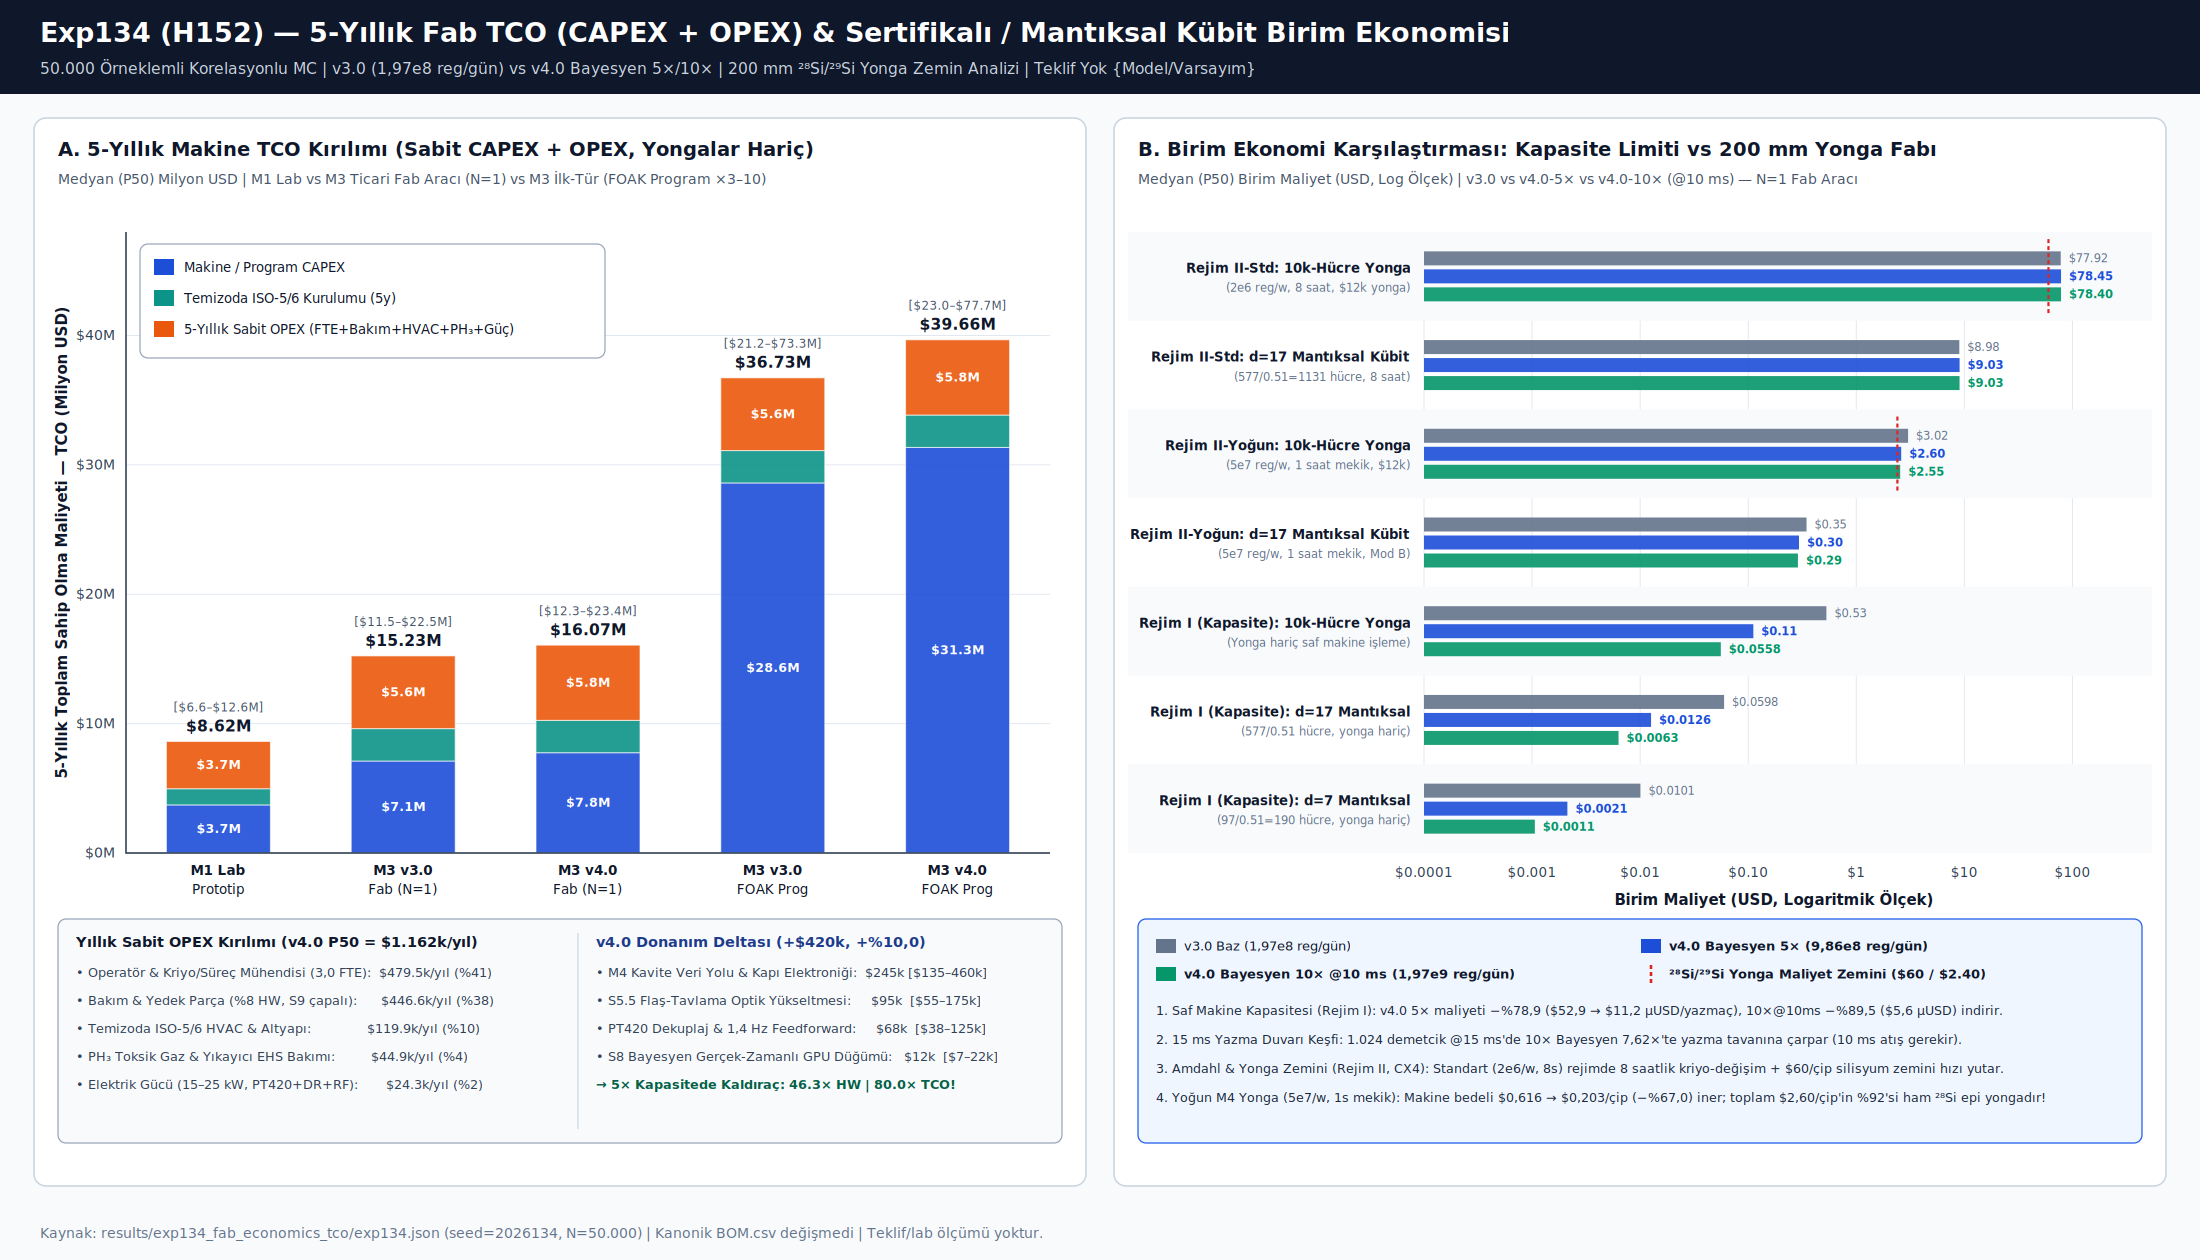 Exp134 (H152) — 5-Yıllık Fab TCO (CAPEX + OPEX) & Sertifikalı / Mantıksal Kübit Birim Ekonomisi
50.000 Örneklemli Korelasyonlu MC | v3.0 (1,97e8 reg/gün) vs v4.0 Bayesyen 5×/10× | 200 mm ²⁸Si/²⁹Si Yonga Zemin Analizi | Teklif Yok {Model/Varsayım}
A. 5-Yıllık Makine TCO Kırılımı (Sabit CAPEX + OPEX, Yongalar Hariç)
Medyan (P50) Milyon USD | M1 Lab vs M3 Ticari Fab Aracı (N=1) vs M3 İlk-Tür (FOAK Program ×3–10)
5-Yıllık Toplam Sahip Olma Maliyeti — TCO (Milyon USD)
$40M
$30M
$20M
$10M
$0M
Makine / Program CAPEX
Temizoda ISO-5/6 Kurulumu (5y)
5-Yıllık Sabit OPEX (FTE+Bakım+HVAC+PH₃+Güç)
[$6.6–$12.6M]
$8.62M
$3.7M
$3.7M
M1 Lab
Prototip
[$11.5–$22.5M]
$15.23M
$5.6M
$7.1M
M3 v3.0
Fab (N=1)
[$12.3–$23.4M]
$16.07M
$5.8M
$7.8M
M3 v4.0
Fab (N=1)
[$21.2–$73.3M]
$36.73M
$5.6M
$28.6M
M3 v3.0
FOAK Prog
[$23.0–$77.7M]
$39.66M
$5.8M
$31.3M
M3 v4.0
FOAK Prog
Yıllık Sabit OPEX Kırılımı (v4.0 P50 = $1.162k/yıl)
• Operatör & Kriyo/Süreç Mühendisi (3,0 FTE): $479.5k/yıl (%41)
• Bakım & Yedek Parça (%8 HW, S9 çapalı): $446.6k/yıl (%38)
• Temizoda ISO-5/6 HVAC & Altyapı: $119.9k/yıl (%10)
• PH₃ Toksik Gaz & Yıkayıcı EHS Bakımı: $44.9k/yıl (%4)
• Elektrik Gücü (15–25 kW, PT420+DR+RF): $24.3k/yıl (%2)
v4.0 Donanım Deltası (+$420k, +%10,0)
• M4 Kavite Veri Yolu & Kapı Elektroniği: $245k [$135–460k]
• S5.5 Flaş-Tavlama Optik Yükseltmesi: $95k [$55–175k]
• PT420 Dekuplaj & 1,4 Hz Feedforward: $68k [$38–125k]
• S8 Bayesyen Gerçek-Zamanlı GPU Düğümü: $12k [$7–22k]
→ 5× Kapasitede Kaldıraç: 46.3× HW | 80.0× TCO!
B. Birim Ekonomi Karşılaştırması: Kapasite Limiti vs 200 mm Yonga Fabı
Medyan (P50) Birim Maliyet (USD, Log Ölçek) | v3.0 vs v4.0-5× vs v4.0-10× (@10 ms) — N=1 Fab Aracı
Rejim II-Std: 10k-Hücre Yonga
(2e6 reg/w, 8 saat, $12k yonga)
$77.92
$78.45
$78.40
Rejim II-Std: d=17 Mantıksal Kübit
(577/0.51=1131 hücre, 8 saat)
$8.98
$9.03
$9.03
Rejim II-Yoğun: 10k-Hücre Yonga
(5e7 reg/w, 1 saat mekik, $12k)
$3.02
$2.60
$2.55
Rejim II-Yoğun: d=17 Mantıksal Kübit
(5e7 reg/w, 1 saat mekik, Mod B)
$0.35
$0.30
$0.29
Rejim I (Kapasite): 10k-Hücre Yonga
(Yonga hariç saf makine işleme)
$0.53
$0.11
$0.0558
Rejim I (Kapasite): d=17 Mantıksal
(577/0.51 hücre, yonga hariç)
$0.0598
$0.0126
$0.0063
Rejim I (Kapasite): d=7 Mantıksal
(97/0.51=190 hücre, yonga hariç)
$0.0101
$0.0021
$0.0011
$0.0001
$0.001
$0.01
$0.10
$1
$10
$100
Birim Maliyet (USD, Logaritmik Ölçek)
v3.0 Baz (1,97e8 reg/gün)
v4.0 Bayesyen 5× (9,86e8 reg/gün)
v4.0 Bayesyen 10× @10 ms (1,97e9 reg/gün)
²⁸Si/²⁹Si Yonga Maliyet Zemini ($60 / $2.40)
1. Saf Makine Kapasitesi (Rejim I): v4.0 5× maliyeti −%78,9 ($52,9 → $11,2 µUSD/yazmaç), 10×@10ms −%89,5 ($5,6 µUSD) indirir.
2. 15 ms Yazma Duvarı Keşfi: 1.024 demetcik @15 ms'de 10× Bayesyen 7,62×'te yazma tavanına çarpar (10 ms atış gerekir).
3. Amdahl & Yonga Zemini (Rejim II, CX4): Standart (2e6/w, 8s) rejimde 8 saatlik kriyo-değişim + $60/çip silisyum zemini hızı yutar.
4. Yoğun M4 Yonga (5e7/w, 1s mekik): Makine bedeli $0,616 → $0,203/çip (−%67,0) iner; toplam $2,60/çip'in %92'si ham ²⁸Si epi yongadır!
Kaynak: results/exp134_fab_economics_tco/exp134.json (seed=2026134, N=50.000) | Kanonik BOM.csv değişmedi | Teklif/lab ölçümü yoktur.